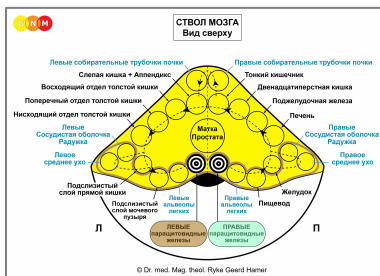 GNM
СТВОЛ МОЗГА
Вид сверху
Левые собирательные трубочки почки
Правые собирательные трубочки почки
Слепая кишка + Аппендикс
Тонкий кишечник
Восходящий отдел толстой кишки
Двенадцатиперстная кишка
Поперечный отдел толстой кишки
Поджелудочная железа
Нисходящий отдел толстой кишки
Печень
Левые
Сосудистая оболочка
Радужка
Матка
Простата
Правые
Сосудистая оболочка
Радужка
Левое
среднее ухо
Правое
среднее ухо
Подслизистый
слой прямой кишки
Желудок
Подслизистый
слой мочевого
пузыря
Левые
альвеолы
легких
Правые
альвеолы
легких
Пищевод
Л
П
ЛЕВЫЕ
паращитовидные
железы
ПРАВЫЕ
паращитовидные
железы
© Dr. med. Mag. theol. Ryke Geerd Hamer